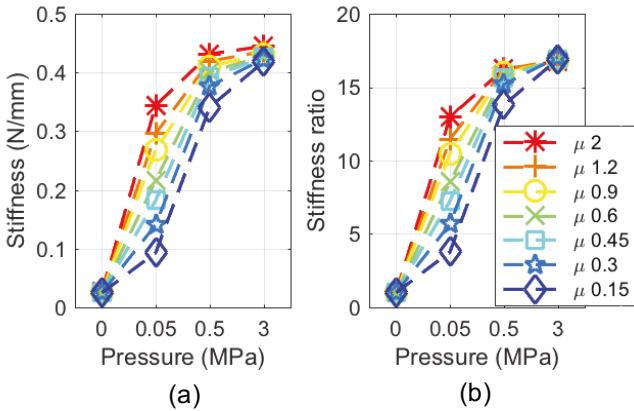 0.5
0.4
0.3
0.2
0.1
0
Stiffness (N/mm)
0 0.05 0.5 3
Pressure (MPa)
(a)
20
15
10
5
0
Stiffness ratio
0 0.05 0.5 3
Pressure (MPa)
(b)
μ 2
μ 1.2
μ 0.9
μ 0.6
μ 0.45
μ 0.3
μ 0.15